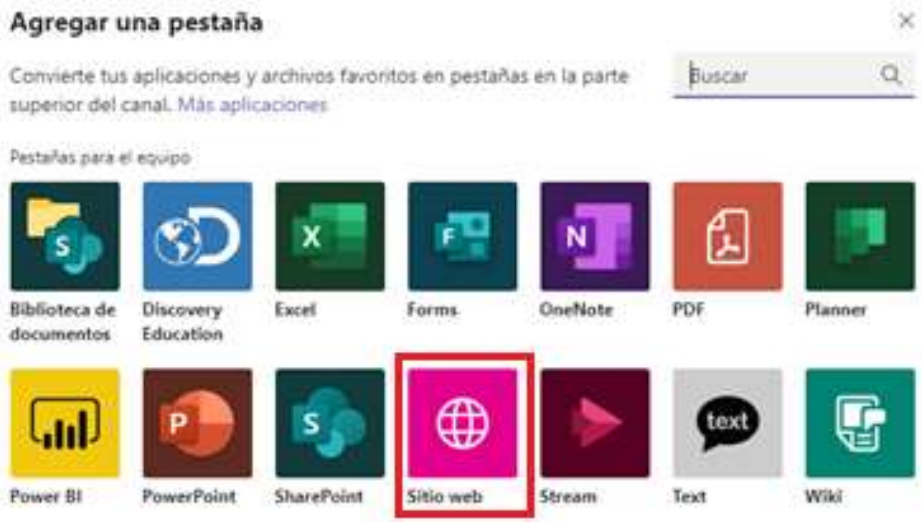 Agregar una pestaña
Convierte tus aplicaciones y archivos favoritos en pestañas en la parte
superior del canal. Más aplicaciones
Buscar
Pestañas para el equipo
S
D
X
F
N
Biblioteca de
documentos
Discovery
Education
Excel
Forms
OneNote
PDF
Planner
P
S
text
Power BI
PowerPoint
SharePoint
Sitio web
Stream
Text
Wiki